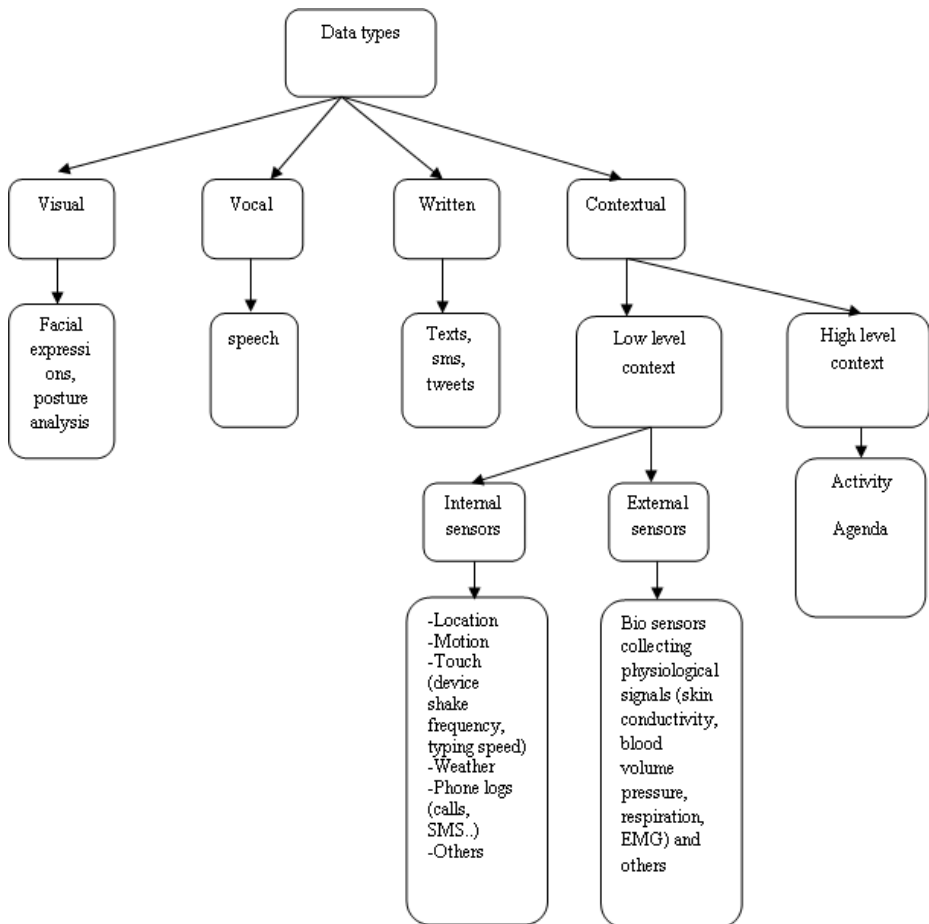 Data types
Visual
Vocal
Written
Contextual
Facial
expressi
ons,
posture
analysis
speech
Texts,
sms,
tweets
Low level
context
High level
context
Internal
sensors
External
sensors
Activity
Agenda
-Location
-Motion
-Touch
(device
shake
frequency,
typing speed)
-Weather
-Phone logs
(calls,
SMS..)
-Others
Bio sensors
collecting
physiological
signals (skin
conductivity,
blood
volume
pressure,
respiration,
EMG) and
others